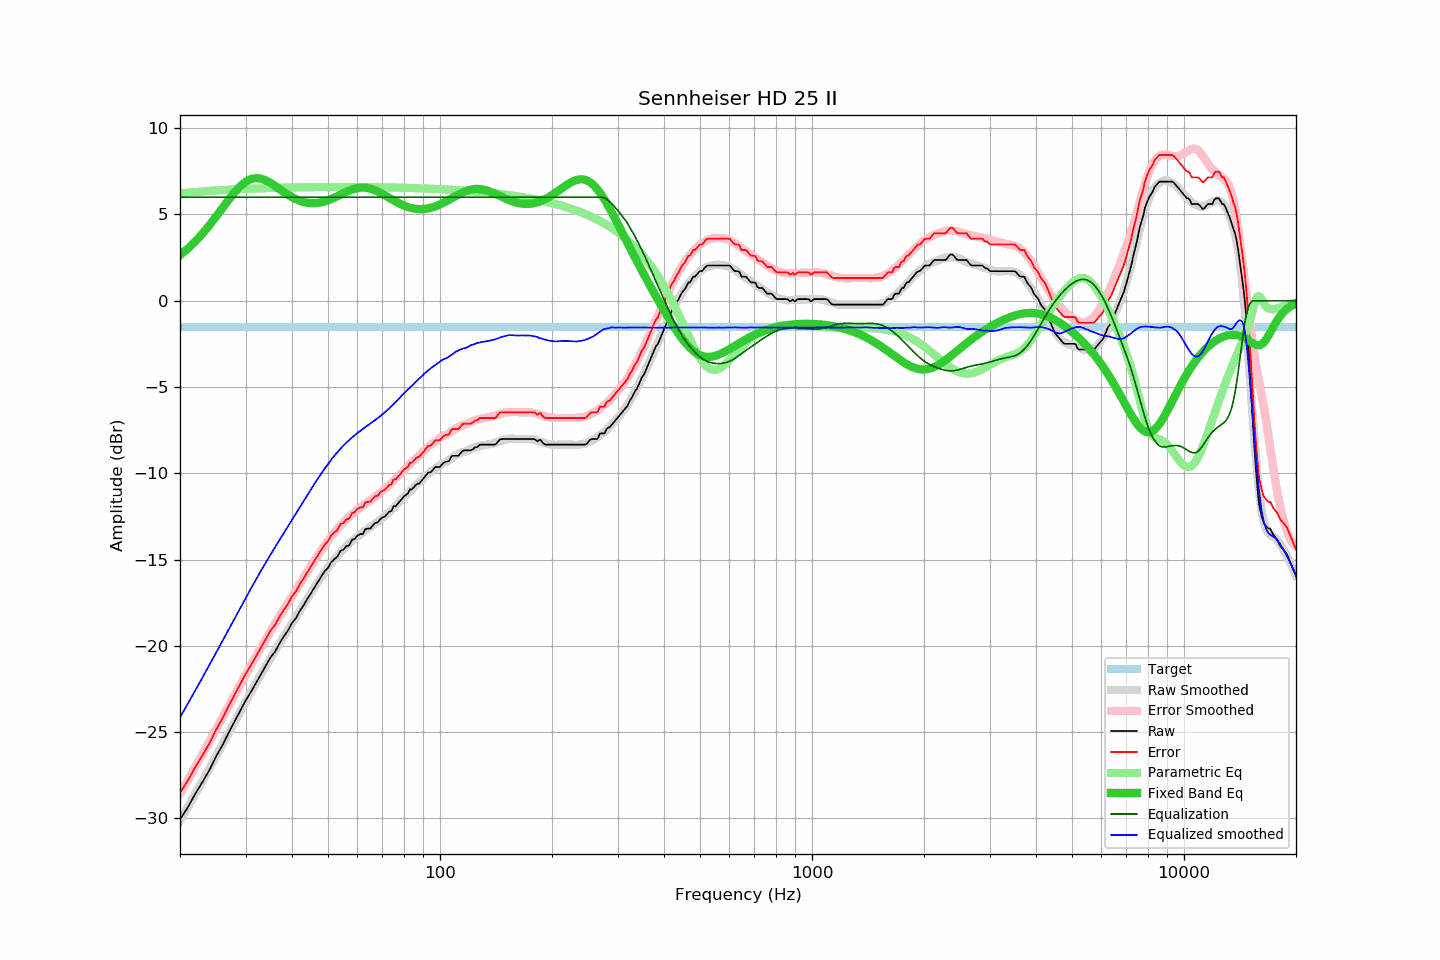 Sennheiser HD 25 II
Amplitude (dBr)
10
5
0
−5
−10
−15
−20
−25
−30
100
1000
10000
Frequency (Hz)
Target
Raw Smoothed
Error Smoothed
Raw
Error
Parametric Eq
Fixed Band Eq
Equalization
Equalized smoothed